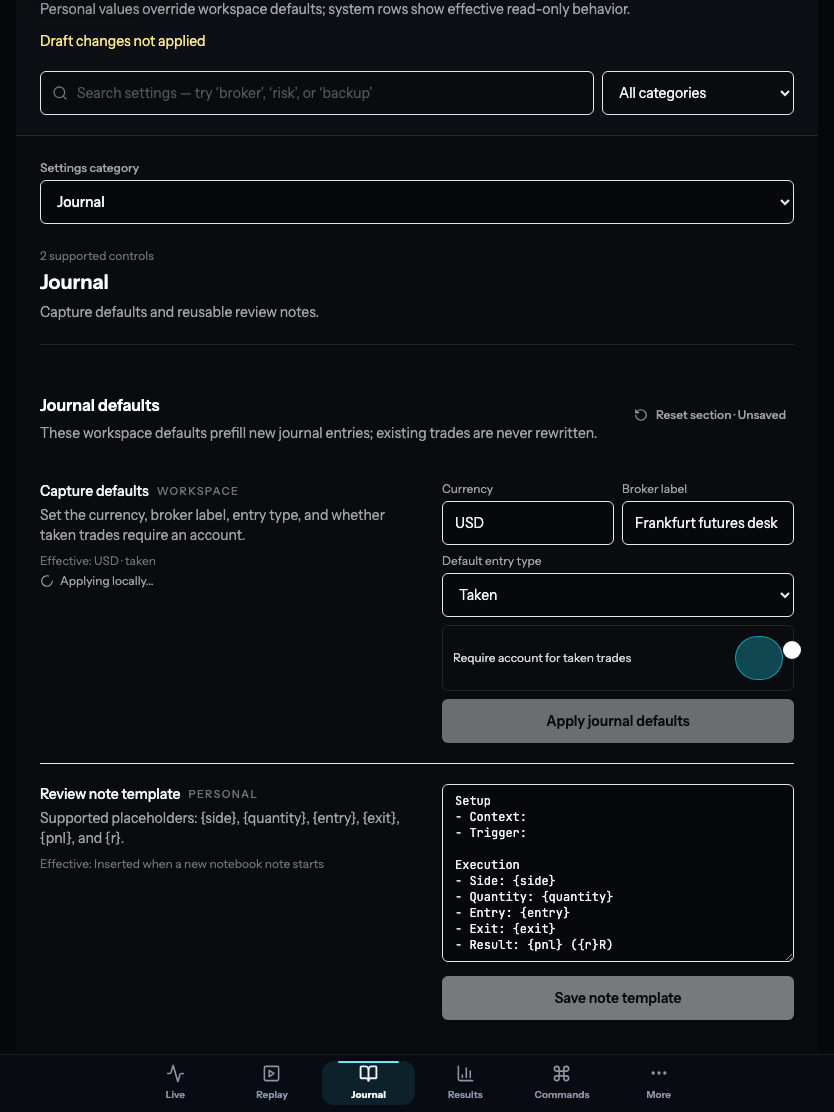 Personal values override workspace defaults; system rows show effective read-only behavior.
Draft changes not applied
Search settings — try ‘broker’, ‘risk’, or ‘backup’
All categories
Settings category
Journal
2 supported controls
Journal
Capture defaults and reusable review notes.
Journal defaults
These workspace defaults prefill new journal entries; existing trades are never rewritten.
Reset section · Unsaved
Capture defaults WORKSPACE
Set the currency, broker label, entry type, and whether
taken trades require an account.
Effective: USD · taken
Applying locally…
Currency
Broker label
USD
Frankfurt futures desk
Default entry type
Taken
Require account for taken trades
Apply journal defaults
Review note template PERSONAL
Supported placeholders: {side}, {quantity}, {entry}, {exit},
{pnl}, and {r}.
Effective: Inserted when a new notebook note starts
Setup
- Context:
- Trigger:
Execution
- Side: {side}
- Quantity: {quantity}
- Entry: {entry}
- Exit: {exit}
- Result: {pnl} ({r}R)
Save note template
Live
Replay
Journal
Results
Commands
More